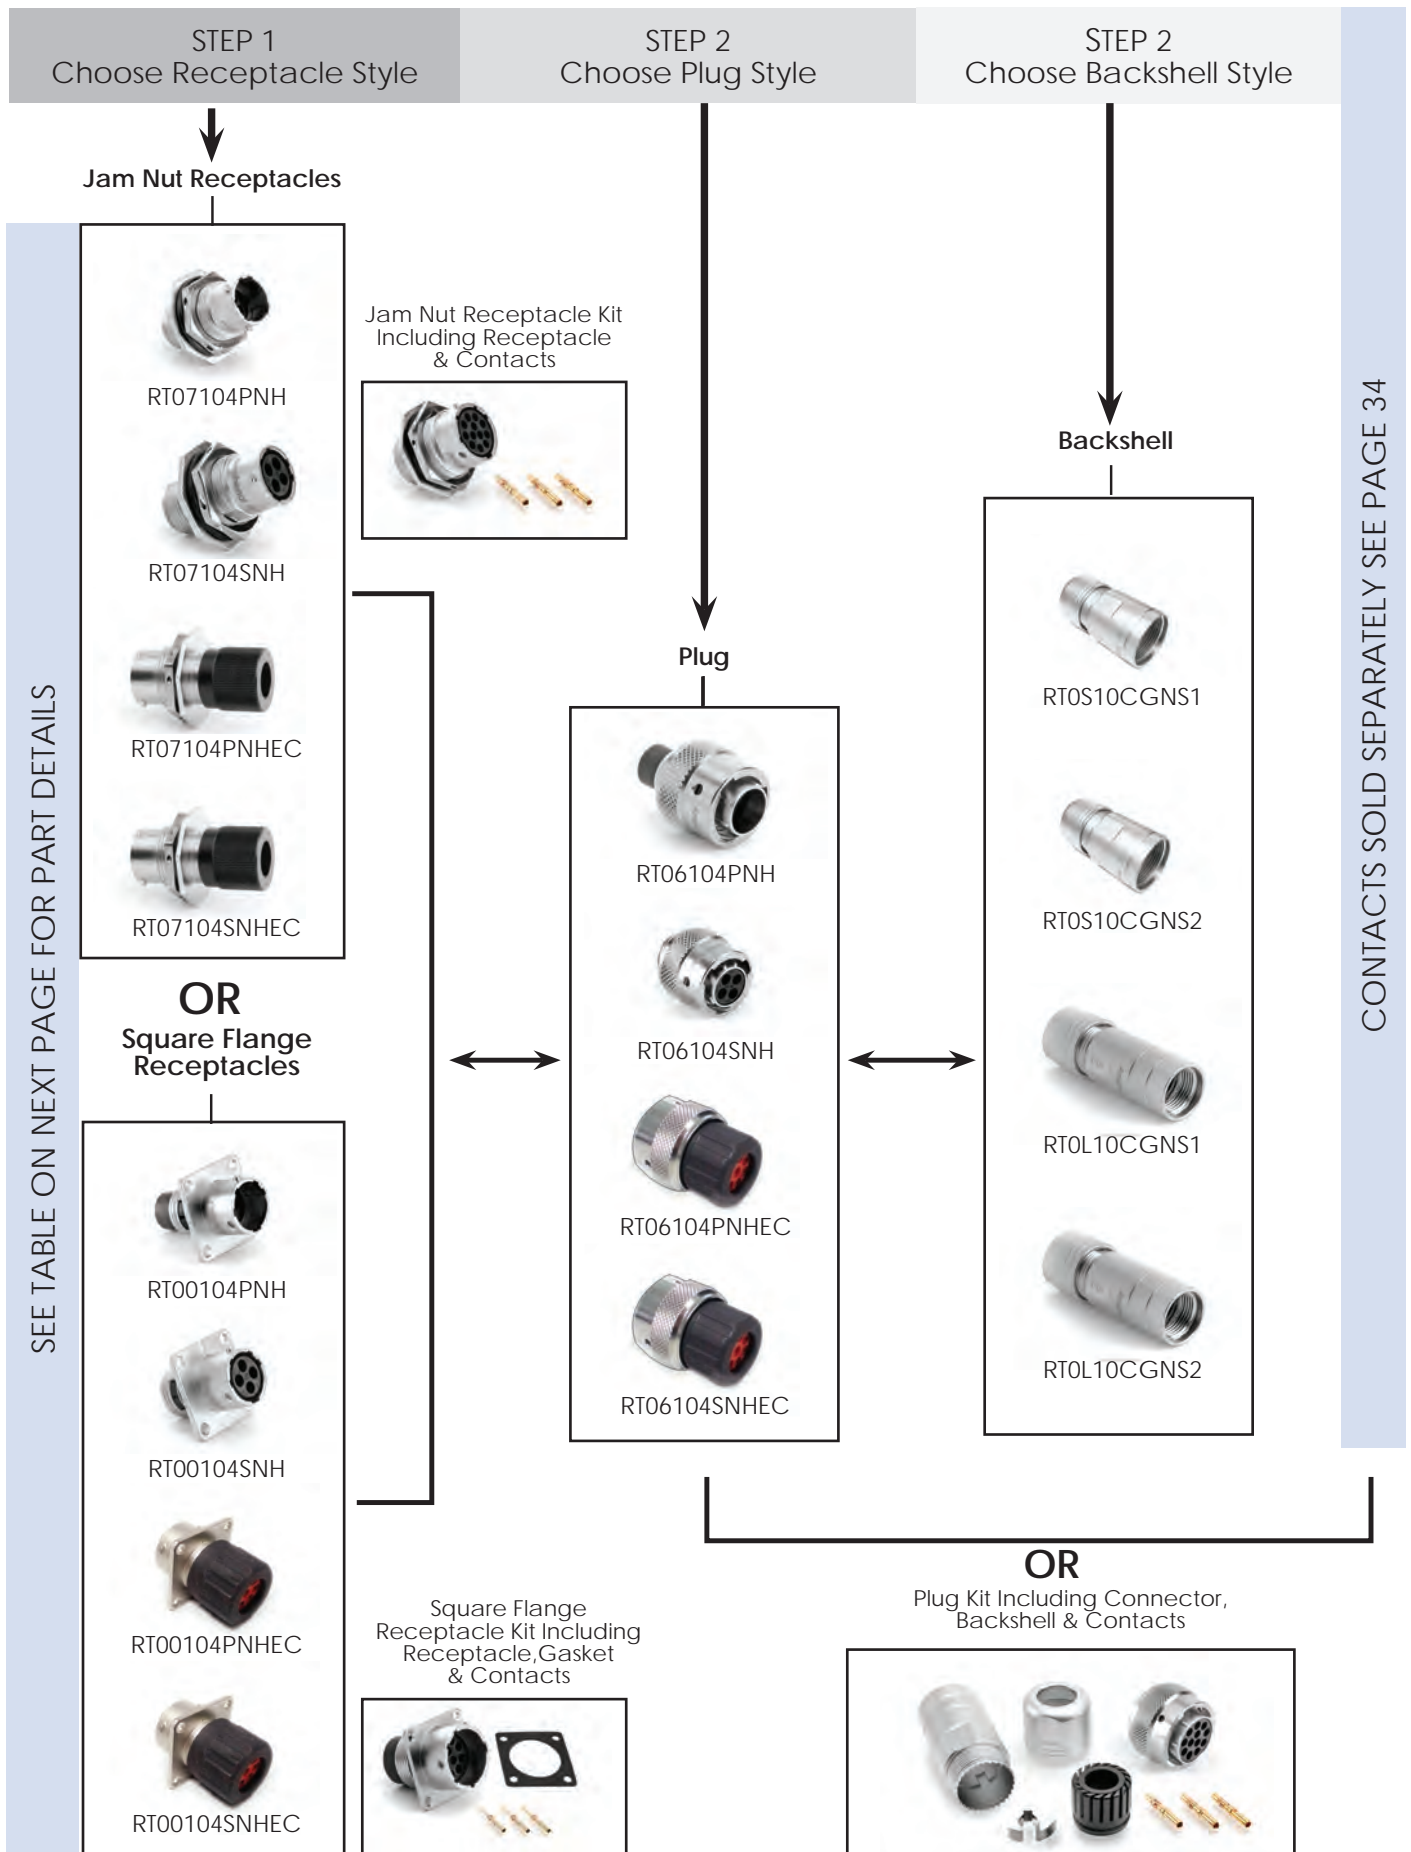 STEP 1
Choose Receptacle Style
STEP 2
Choose Plug Style
STEP 2
Choose Backshell Style
SEE TABLE ON NEXT PAGE FOR PART DETAILS
Jam Nut Receptacles
RT07104PNH
RT07104SNH
RT07104PNHEC
RT07104SNHEC
Jam Nut Receptacle Kit
Including Receptacle
& Contacts
OR
Square Flange
Receptacles
RT00104PNH
RT00104SNH
RT00104PNHEC
RT00104SNHEC
Square Flange
Receptacle Kit Including
Receptacle,Gasket
& Contacts
Plug
RT06104PNH
RT06104SNH
RT06104PNHEC
RT06104SNHEC
Backshell
RT0S10CGNS1
RT0S10CGNS2
RT0L10CGNS1
RT0L10CGNS2
OR
Plug Kit Including Connector,
Backshell & Contacts
CONTACTS SOLD SEPARATELY SEE PAGE 34